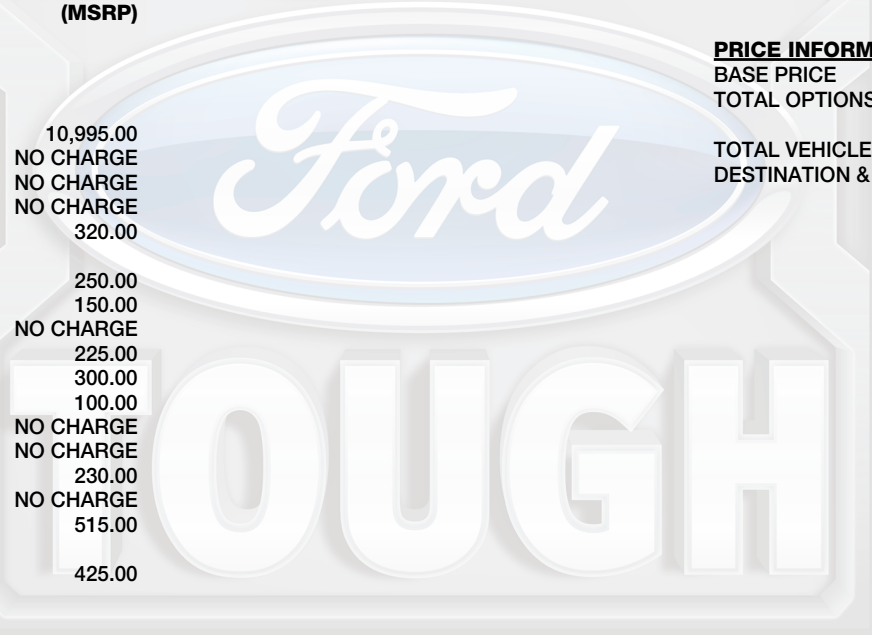 (MSRP)
10,995.00
NO CHARGE
NO CHARGE
NO CHARGE
320.00
250.00
150.00
NO CHARGE
225.00
300.00
100.00
NO CHARGE
NO CHARGE
230.00
NO CHARGE
515.00
425.00
PRICE INFORM
BASE PRICE
TOTAL OPTIONS
TOTAL VEHICLE
DESTINATION &
Ford
TOUGH